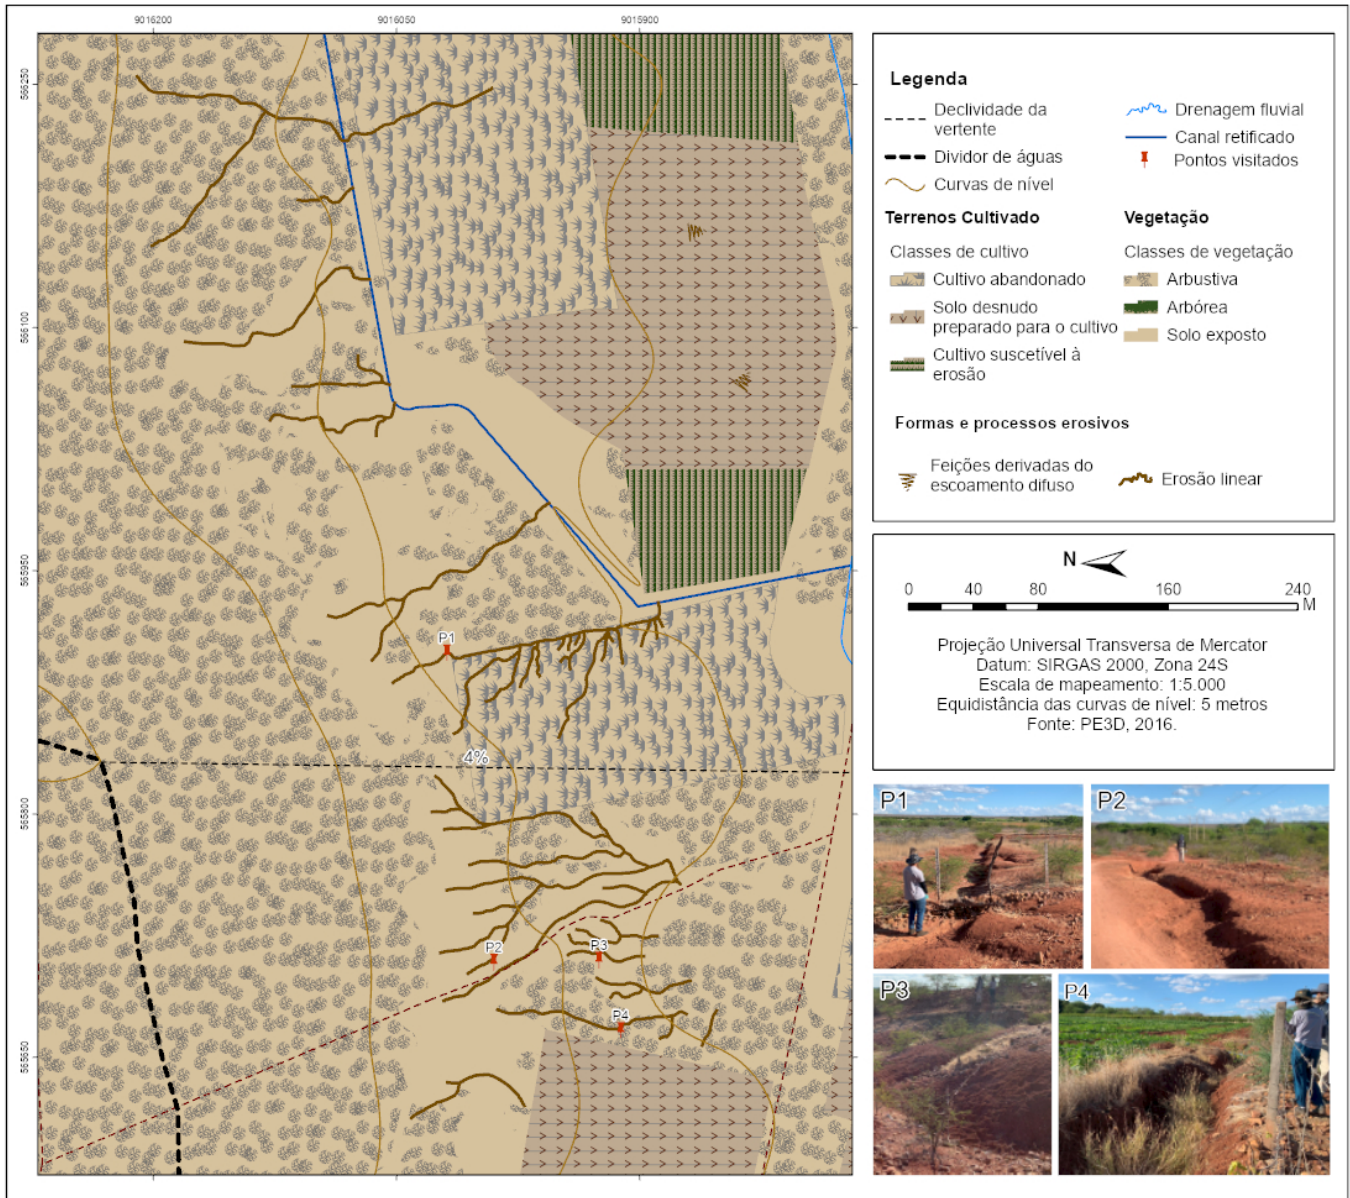 9016200
9016050
9015900
566250
566100
565950
565800
565650
P1
4%
P2
P3
P4
Legenda
Declividade da
vertente
Dividor de águas
Curvas de nível
Drenagem fluvial
Canal retificado
Pontos visitados
Terrenos Cultivado
Classes de cultivo
Cultivo abandonado
Solo desnudo
preparado para o cultivo
Cultivo suscetível à
erosão
Vegetação
Classes de vegetação
Arbustiva
Arbórea
Solo exposto
Formas e processos erosivos
Feições derivadas do
escoamento difuso
Erosão linear
N
0 40 80 160 240
M
Projeção Universal Transversa de Mercator
Datum: SIRGAS 2000, Zona 24S
Escala de mapeamento: 1:5.000
Equidistância das curvas de nível: 5 metros
Fonte: PE3D, 2016.
P1
P2
P3
P4